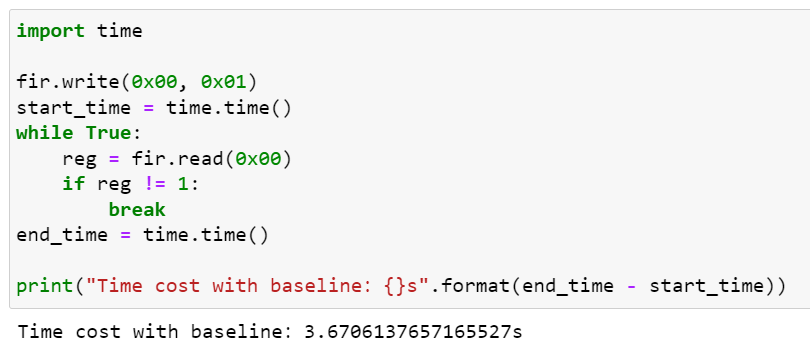 import time
fir.write(0x00, 0x01)
start_time = time.time()
while True:
    reg = fir.read(0x00)
    if reg != 1:
        break
end_time = time.time()
print("Time cost with baseline: {}s".format(end_time - start_time))
Time cost with baseline: 3.6706137657165527s